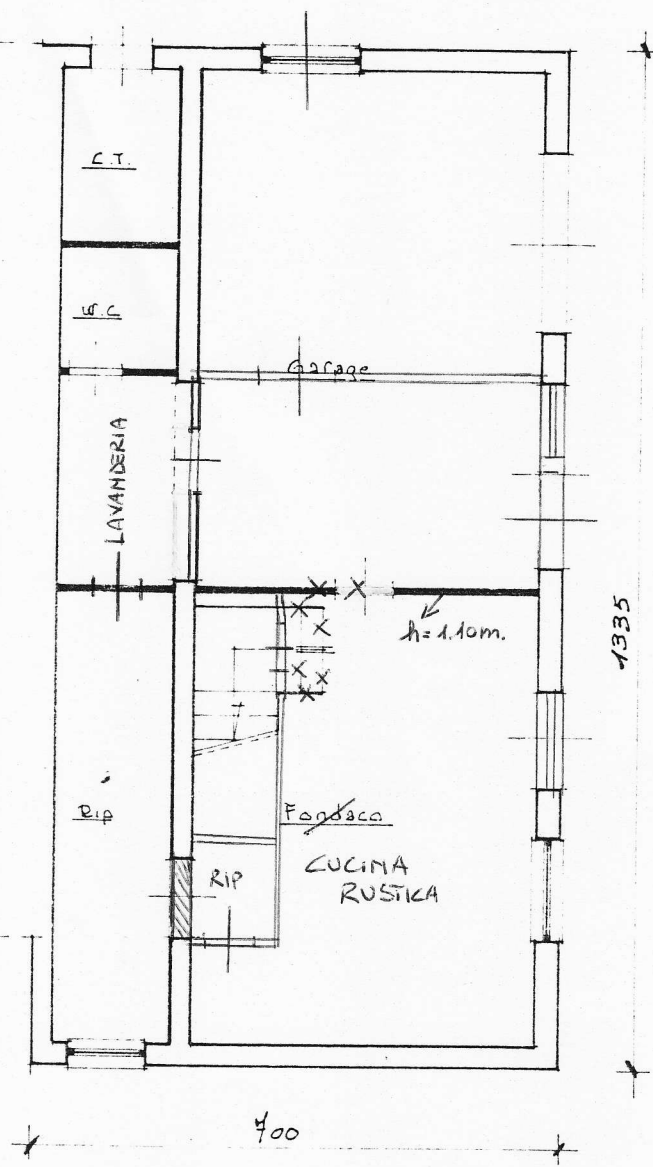 C.T.
W.C
Garage
LAVANDERIA
h=1.10m.
1335
Rip
Fondaco
RIP
CUCINA
RUSTICA
700